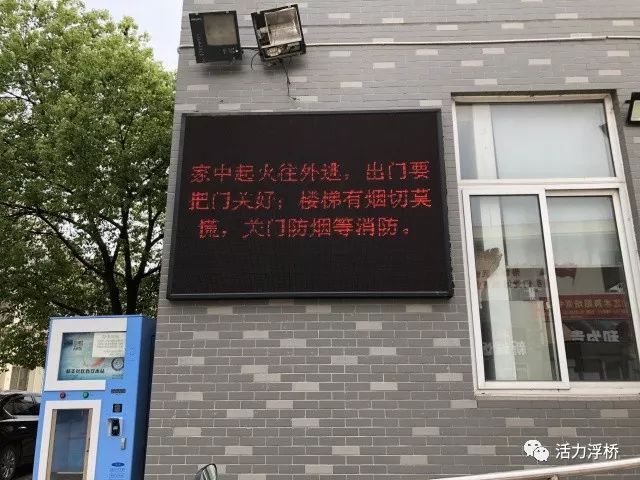 家中起火往外逃，出门要
把门关好；楼梯有烟切莫
慌，关门防烟等消防。
活力浮桥